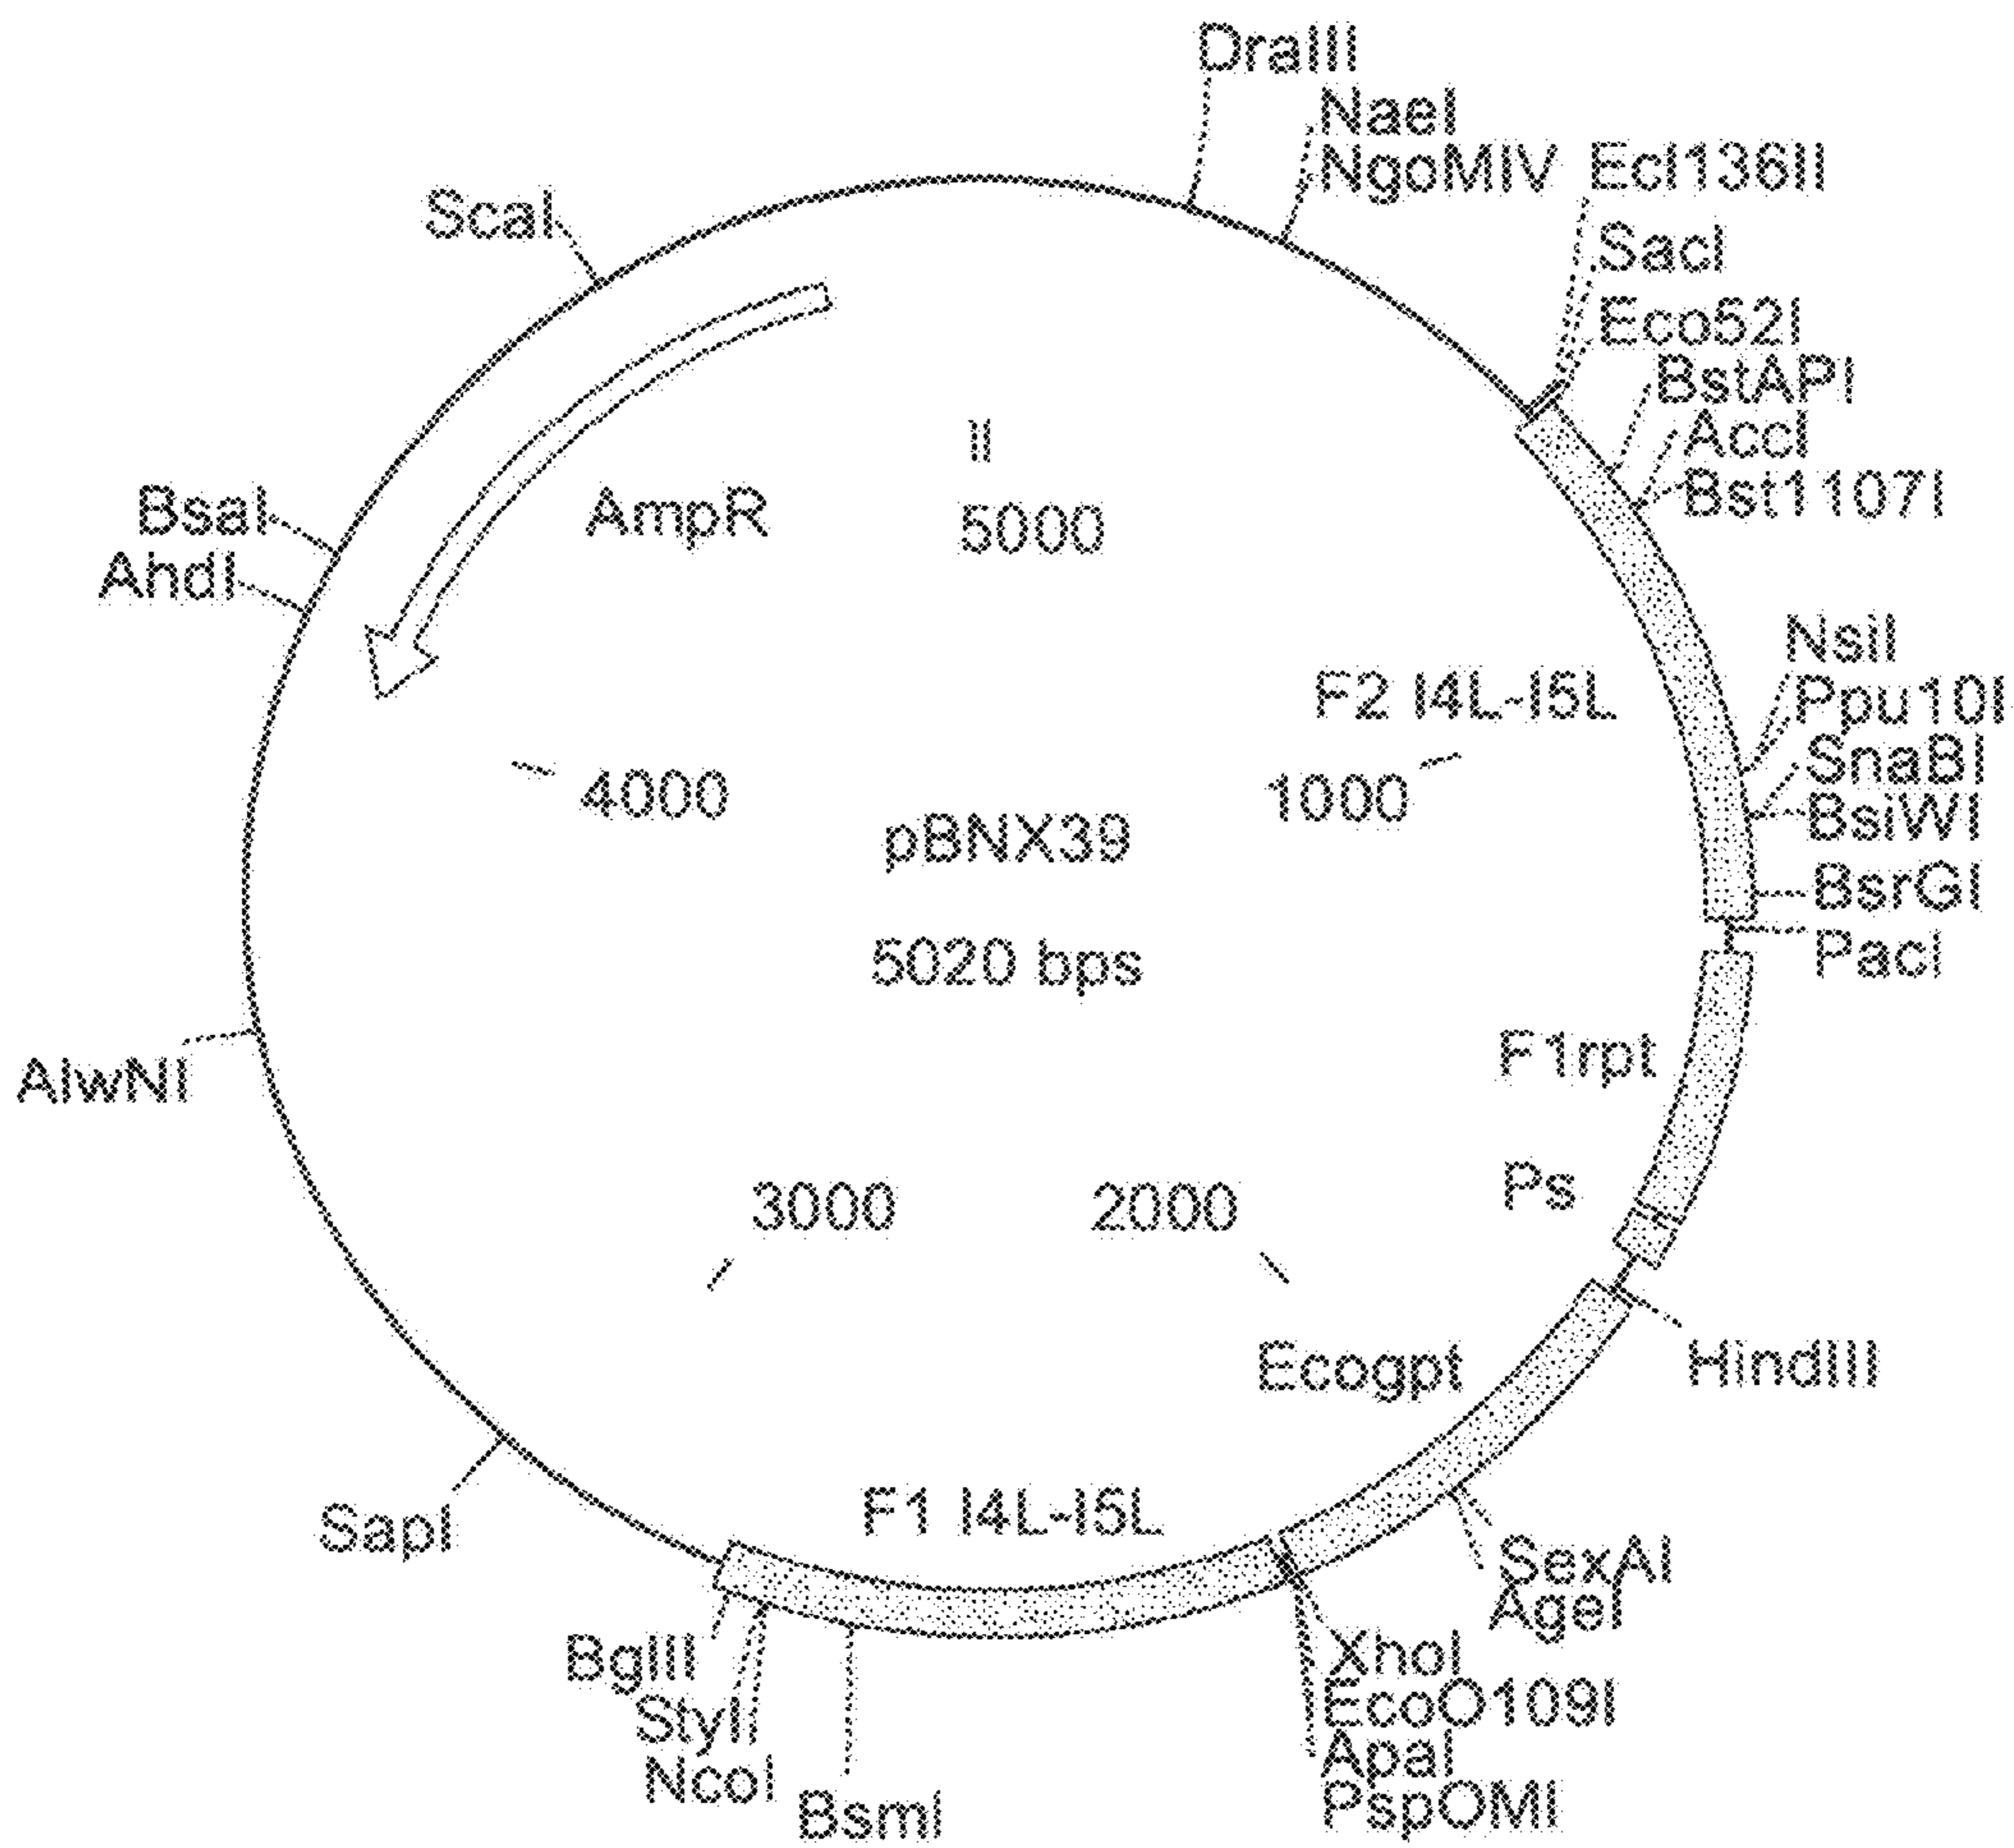 DraIII
NaeI
NgoMIV EcI136II
ScaI
SacI
Eco52I
BstAPI
AccI
Bst1107I
BsaI
AhdI
AmpR
5000
NsiI
Ppu10I
SnaBI
BsiWI
BsrGI
PacI
F2 I4L-I5L
4000
1000
pBNX39
5020 bps
F1rpt
AlwNI
Ps
3000
2000
Ecogpt
HindIII
SapI
F1 I4L-I5L
SexAI
AgeI
BglII
StyI
NcoI
BsmI
XhoI
EcoO109I
ApaI
PspOMI